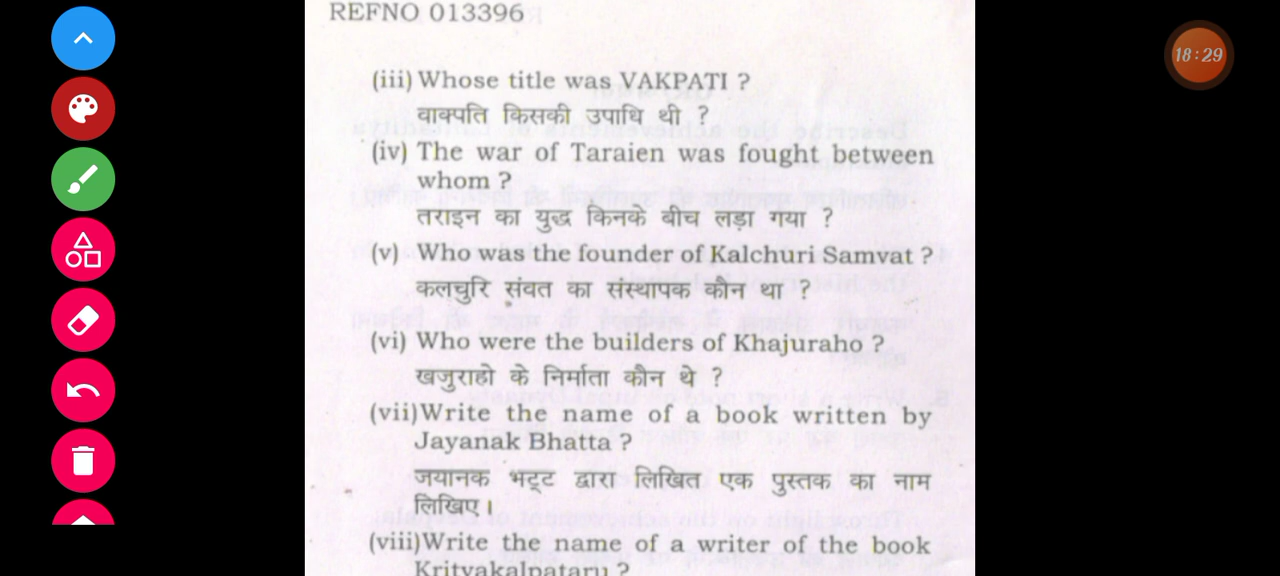 REFNO 013396
18:29
(iii) Whose title was VAKPATI ?
वाक्पति किसकी उपाधि थी ?
(iv) The war of Taraien was fought between
whom ?
तराइन का युद्ध किनके बीच लड़ा गया ?
(v) Who was the founder of Kalchuri Samvat ?
कलचुरि संवत का संस्थापक कौन था ?
(vi) Who were the builders of Khajuraho ?
खजुराहो के निर्माता कौन थे ?
(vii)Write the name of a book written by
Jayanak Bhatta ?
जयानक भट्ट द्वारा लिखित एक पुस्तक का नाम
लिखिए।
(viii)Write the name of a writer of the book
Krityakalpataru ?